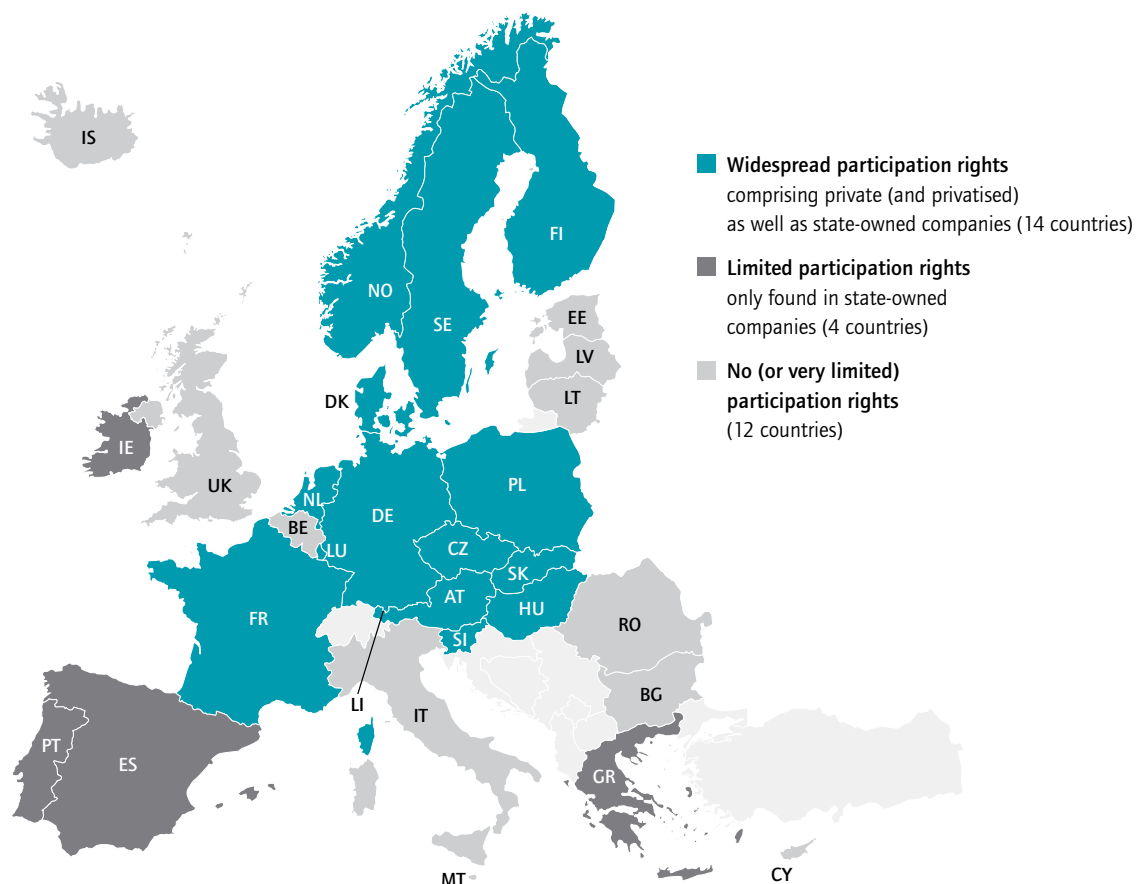 IS
FI
NO
SE
EE
LV
LT
DK
IE
UK
NL
BE
DE
PL
LU
CZ
SK
AT
HU
FR
SI
RO
LI
IT
BG
PT
ES
GR
MT
CY
Widespread participation rights
comprising private (and privatised)
as well as state-owned companies (14 countries)
Limited participation rights
only found in state-owned
companies (4 countries)
No (or very limited)
participation rights
(12 countries)